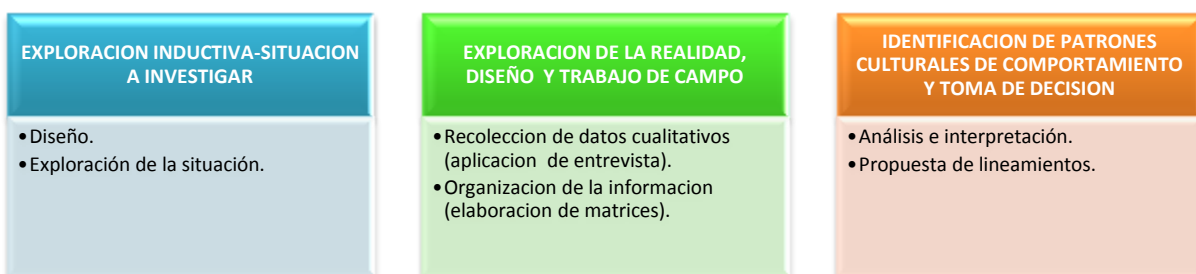 EXPLORACION INDUCTIVA-SITUACION
A INVESTIGAR
•Diseño.
•Exploración de la situación.
EXPLORACION DE LA REALIDAD,
DISEÑO Y TRABAJO DE CAMPO
•Recoleccion de datos cualitativos
(aplicacion de entrevista).
•Organizacion de la informacion
(elaboracion de matrices).
IDENTIFICACION DE PATRONES
CULTURALES DE COMPORTAMIENTO
Y TOMA DE DECISION
•Análisis e interpretación.
•Propuesta de lineamientos.